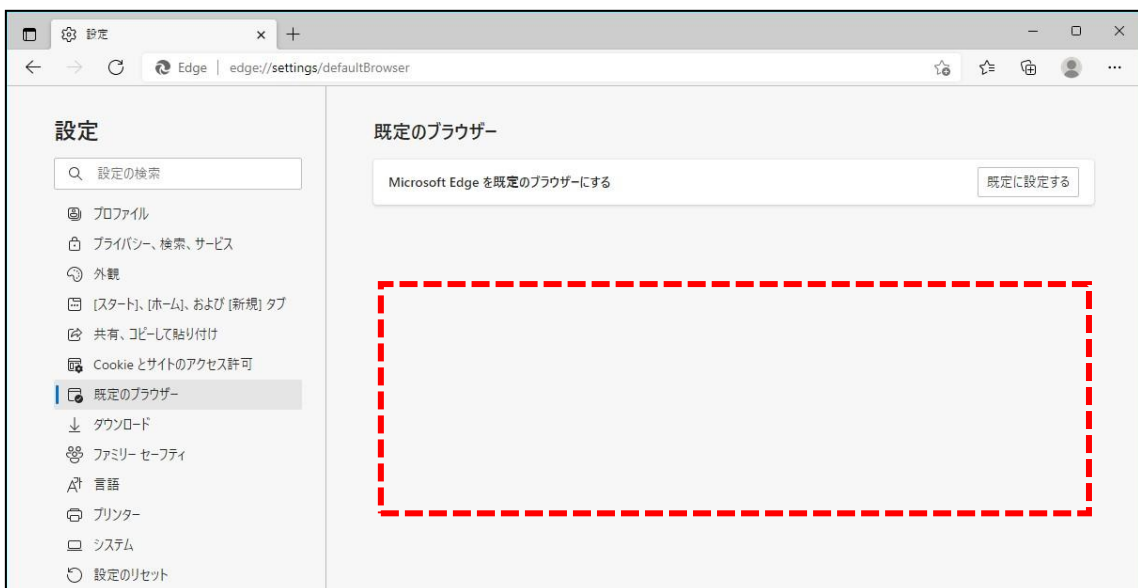 設定
Edge | edge://settings/defaultBrowser
設定
設定の検索
プロファイル
プライバシー、検索、サービス
外観
[スタート]、[ホーム]、および [新規] タブ
共有、コピーして貼り付け
Cookie とサイトのアクセス許可
既定のブラウザー
ダウンロード
ファミリー セーフティ
言語
プリンター
システム
設定のリセット
既定のブラウザー
Microsoft Edge を既定のブラウザーにする
既定に設定する